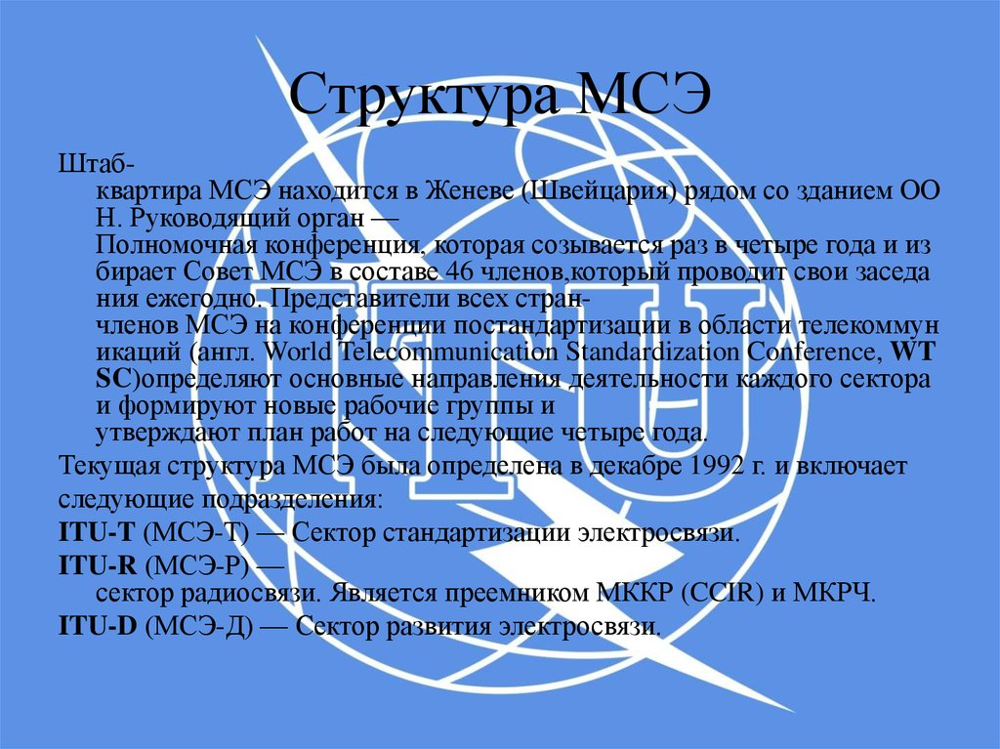 Структура МСЭ
Штаб-
квартира МСЭ находится в Женеве (Швейцария) рядом со зданием ОО
Н. Руководящий орган —
Полномочная конференция, которая созывается раз в четыре года и из
бирает Совет МСЭ в составе 46 членов,который проводит свои заседа
ния ежегодно. Представители всех стран-
членов МСЭ на конференции постандартизации в области телекоммун
икаций (англ. World Telecommunication Standardization Conference, WT
SC)определяют основные направления деятельности каждого сектора
и формируют новые рабочие группы и
утверждают план работ на следующие четыре года.
Текущая структура МСЭ была определена в декабре 1992 г. и включает
следующие подразделения:
ITU-T (МСЭ-Т) — Сектор стандартизации электросвязи.
ITU-R (МСЭ-Р) —
сектор радиосвязи. Является преемником МККР (CCIR) и МКРЧ.
ITU-D (МСЭ-Д) — Сектор развития электросвязи.
ITU